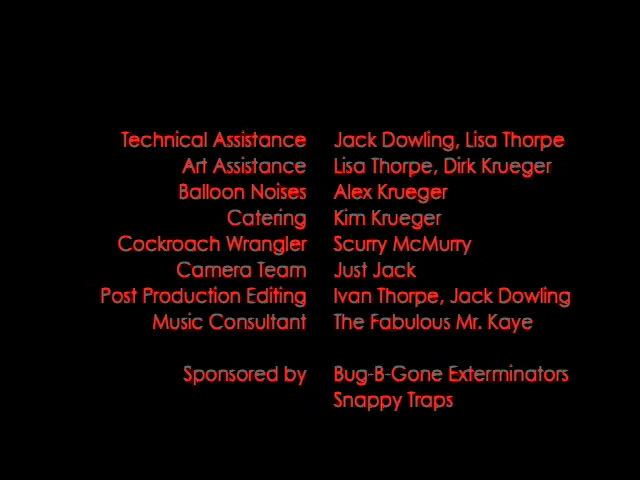 Technical Assistance Jack Dowling, Lisa Thorpe
Art Assistance Lisa Thorpe, Dirk Krueger
Balloon Noises Alex Krueger
Catering Kim Krueger
Cockroach Wrangler Scurry McMurry
Camera Team Just Jack
Post Production Editing Ivan Thorpe, Jack Dowling
Music Consultant The Fabulous Mr. Kaye
Sponsored by Bug-B-Gone Exterminators
Snappy Traps